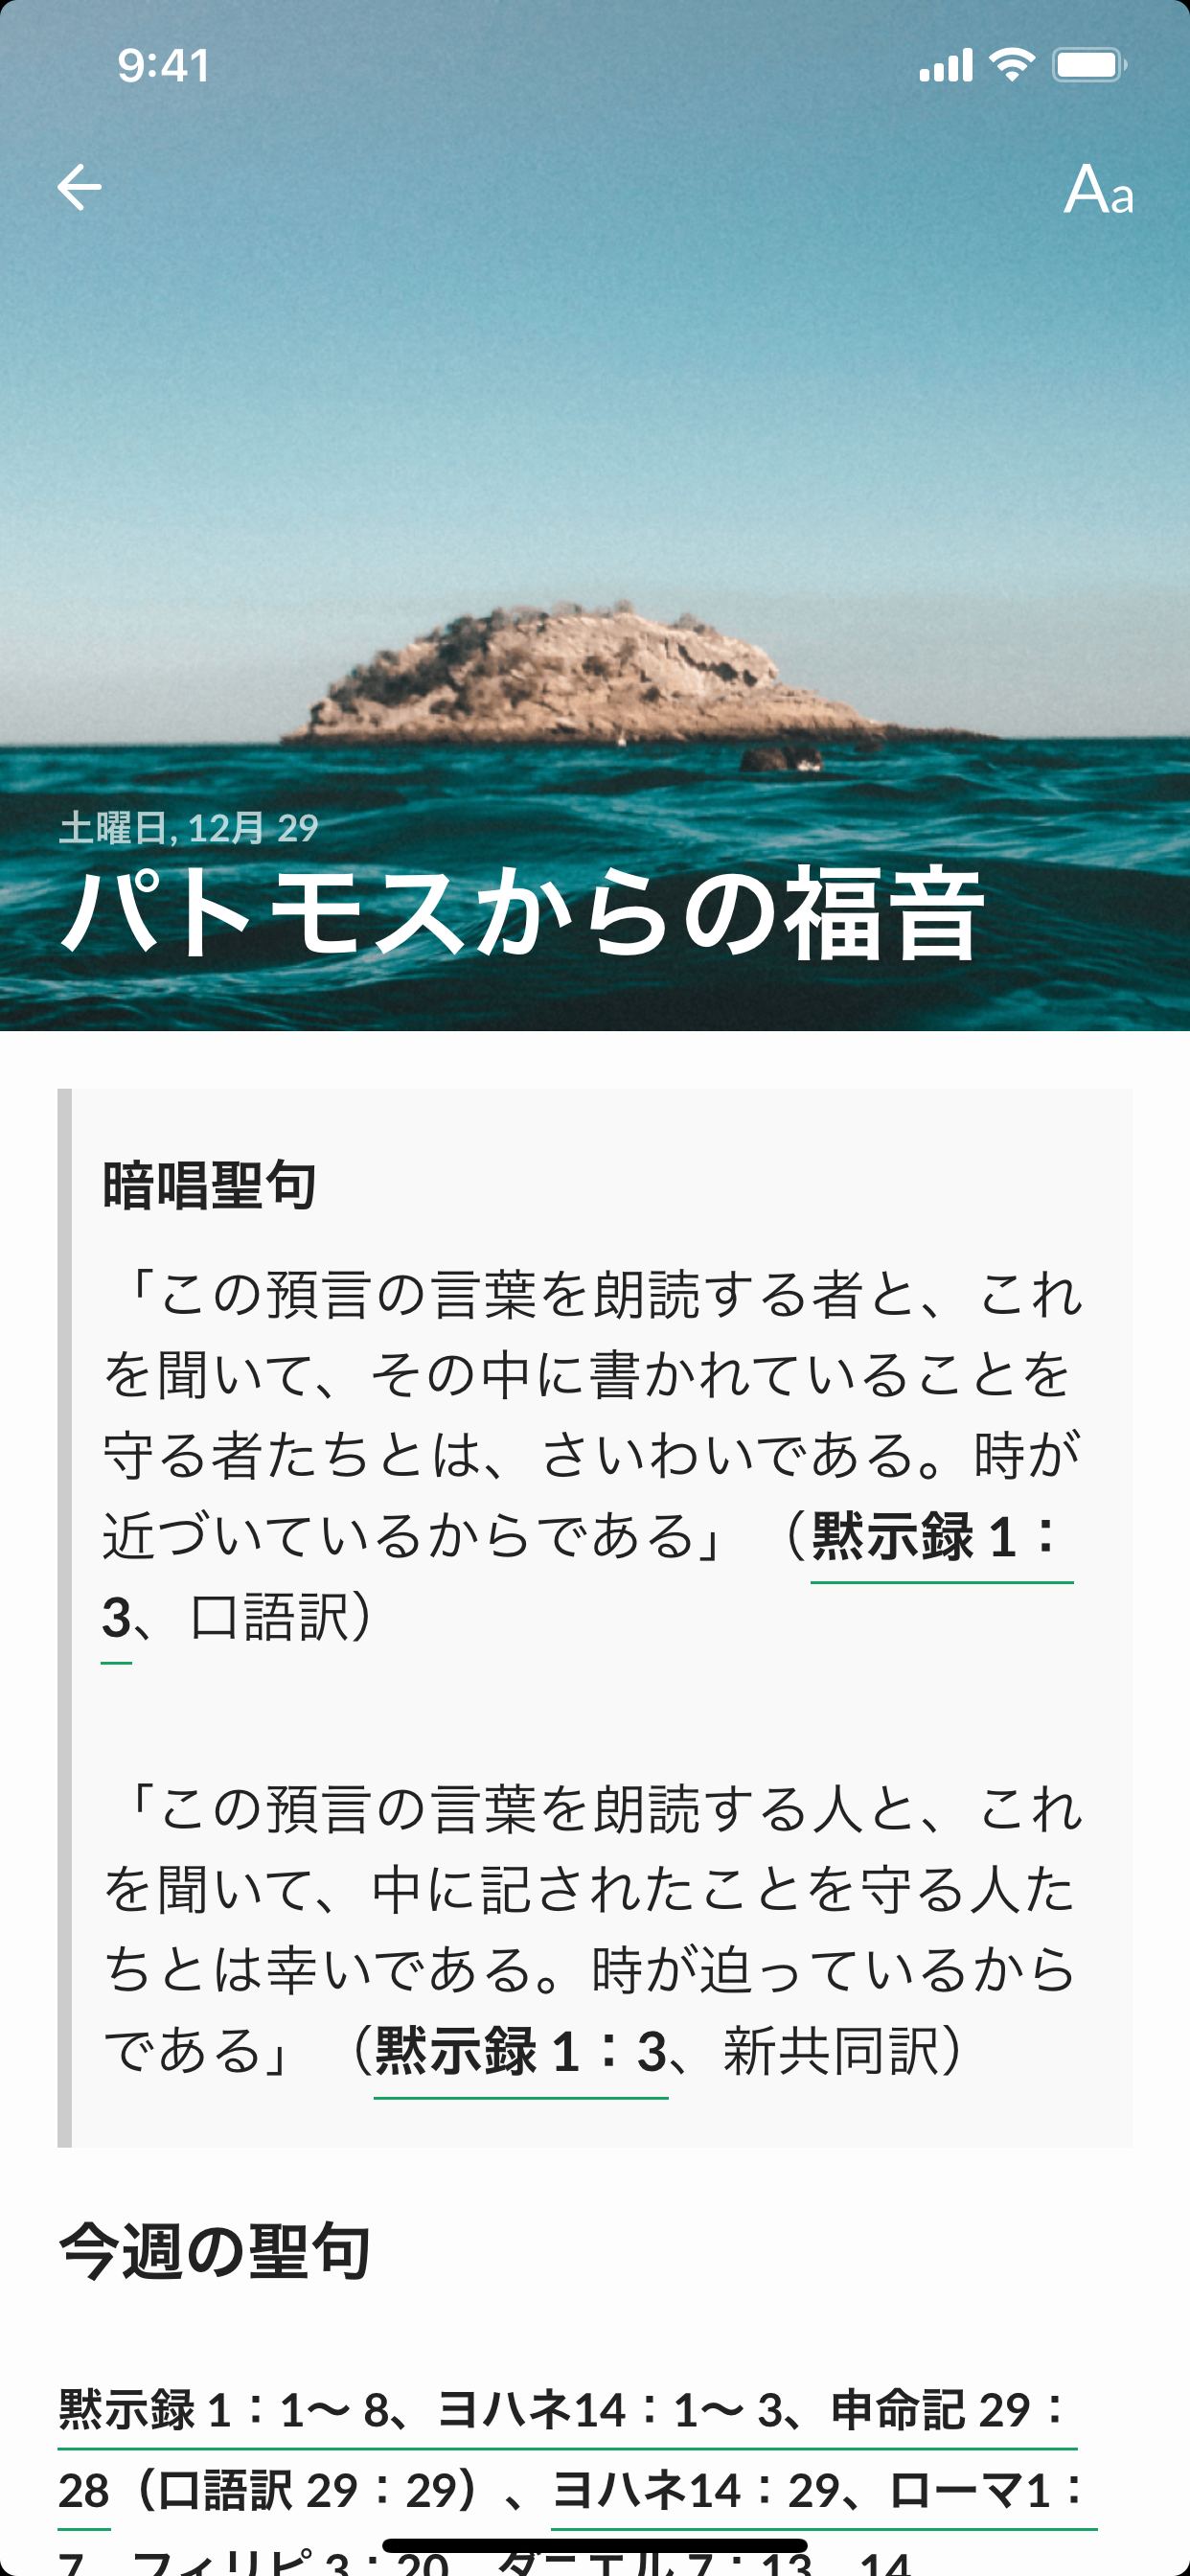 9:41
Aa
土曜日, 12月 29
パトモスからの福音
暗唱聖句
「この預言の言葉を朗読する者と、これ
を聞いて、その中に書かれていることを
守る者たちとは、さいわいである。時が
近づいているからである」（黙示録 1：
3、口語訳）
「この預言の言葉を朗読する人と、これ
を聞いて、中に記されたことを守る人た
ちとは幸いである。時が迫っているから
である」（黙示録 1：3、新共同訳）
今週の聖句
黙示録 1：1〜 8、ヨハネ14：1〜 3、申命記 29：
28（口語訳 29：29）、ヨハネ14：29、ローマ1：
7、フィリピ 3：20、ダニエル 7：13、14